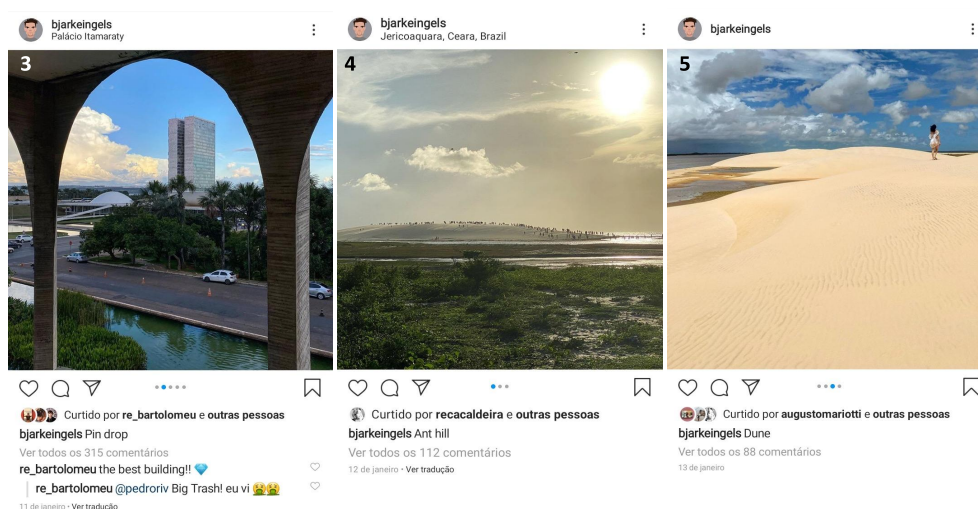 bjarkeingels
Palácio Itamaraty
3
Curtido por re_bartolomeu e outras pessoas
bjarkeingels Pin drop
Ver todos os 315 comentários
re_bartolomeu the best building!! 💎
re_bartolomeu @pedroriv Big Trash! eu vi 🤮🤮
11 de janeiro • Ver tradução
bjarkeingels
Jericoaquara, Ceara, Brazil
4
Curtido por recacaldeira e outras pessoas
bjarkeingels Ant hill
Ver todos os 112 comentários
12 de janeiro • Ver tradução
bjarkeingels
5
Curtido por augustomariotti e outras pessoas
bjarkeingels Dune
Ver todos os 88 comentários
13 de janeiro